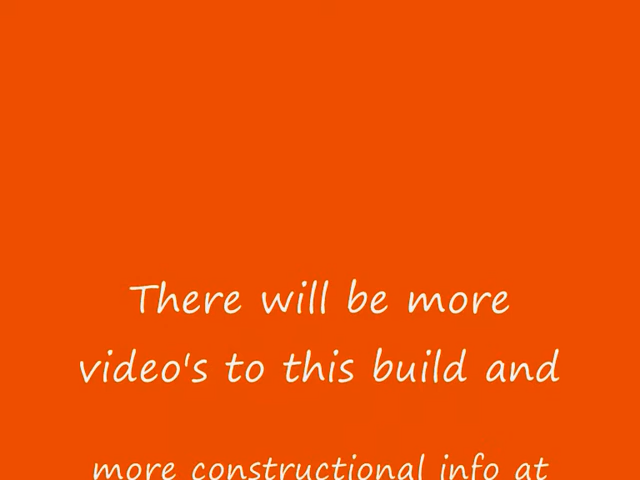 There will be more
video's to this build and
more constructional info at